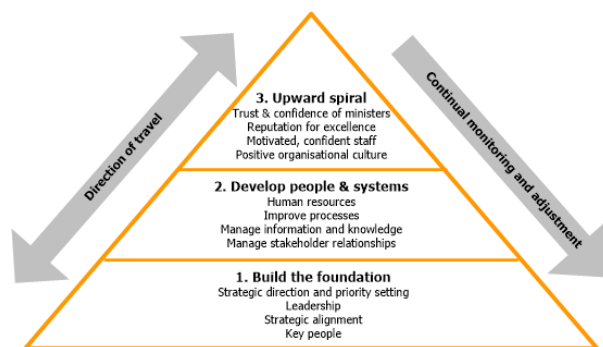 3. Upward spiral
Trust & confidence of ministers
Reputation for excellence
Motivated, confident staff
Positive organisational culture
2. Develop people & systems
Human resources
Improve processes
Manage information and knowledge
Manage stakeholder relationships
1. Build the foundation
Strategic direction and priority setting
Leadership
Strategic alignment
Key people
Direction of travel
Continual monitoring and adjustment